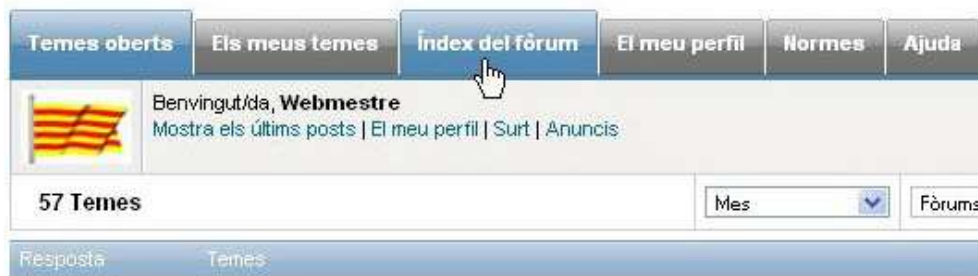 Temes oberts Els meus temes Índex del fòrum El meu perfil Normes Ajuda
Benvingut/da, Webmestre
Mostra els últims posts | El meu perfil | Surt | Anuncis
57 Temes Mes Fòrums
Resposta Temes